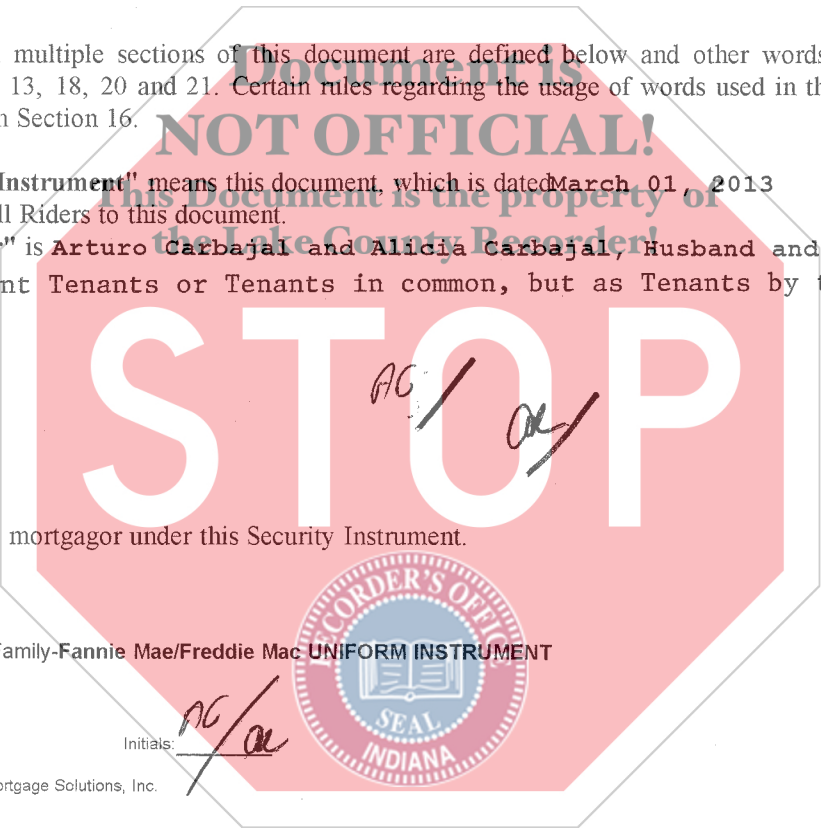 multiple sections of this document are defined below and other words
Document is
13, 18, 20 and 21. Certain rules regarding the usage of words used in th
n Section 16.
NOT OFFICIAL!
Instrument" means this document, which is dated March 01, 2013
This Document is the property of
ll Riders to this document.
the Lake County Recorder!
" is Arturo Carbajal and Alicia Carbajal, Husband and
nt Tenants or Tenants in common, but as Tenants by t
STOP
AC/
ac/
mortgagor under this Security Instrument.
RECORDER'S OFFICE
amily-Fannie Mae/Freddie Mac UNIFORM INSTRUMENT
SEAL
INDIANA
Initials: AC/ac
ortgage Solutions, Inc.